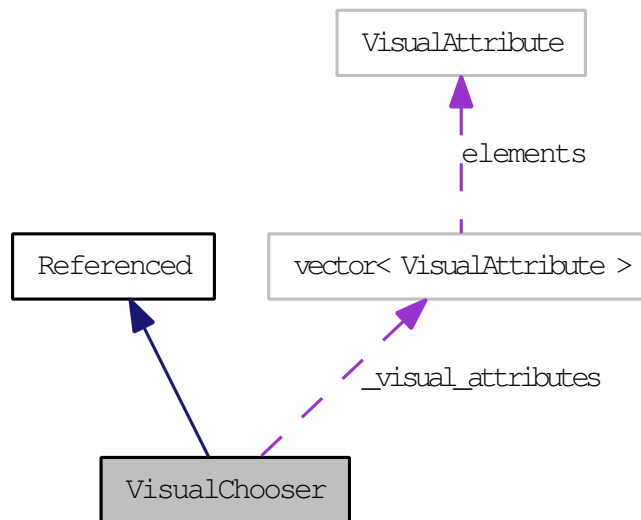 VisualAttribute
elements
Referenced
vector< VisualAttribute >
_visual_attributes
VisualChooser